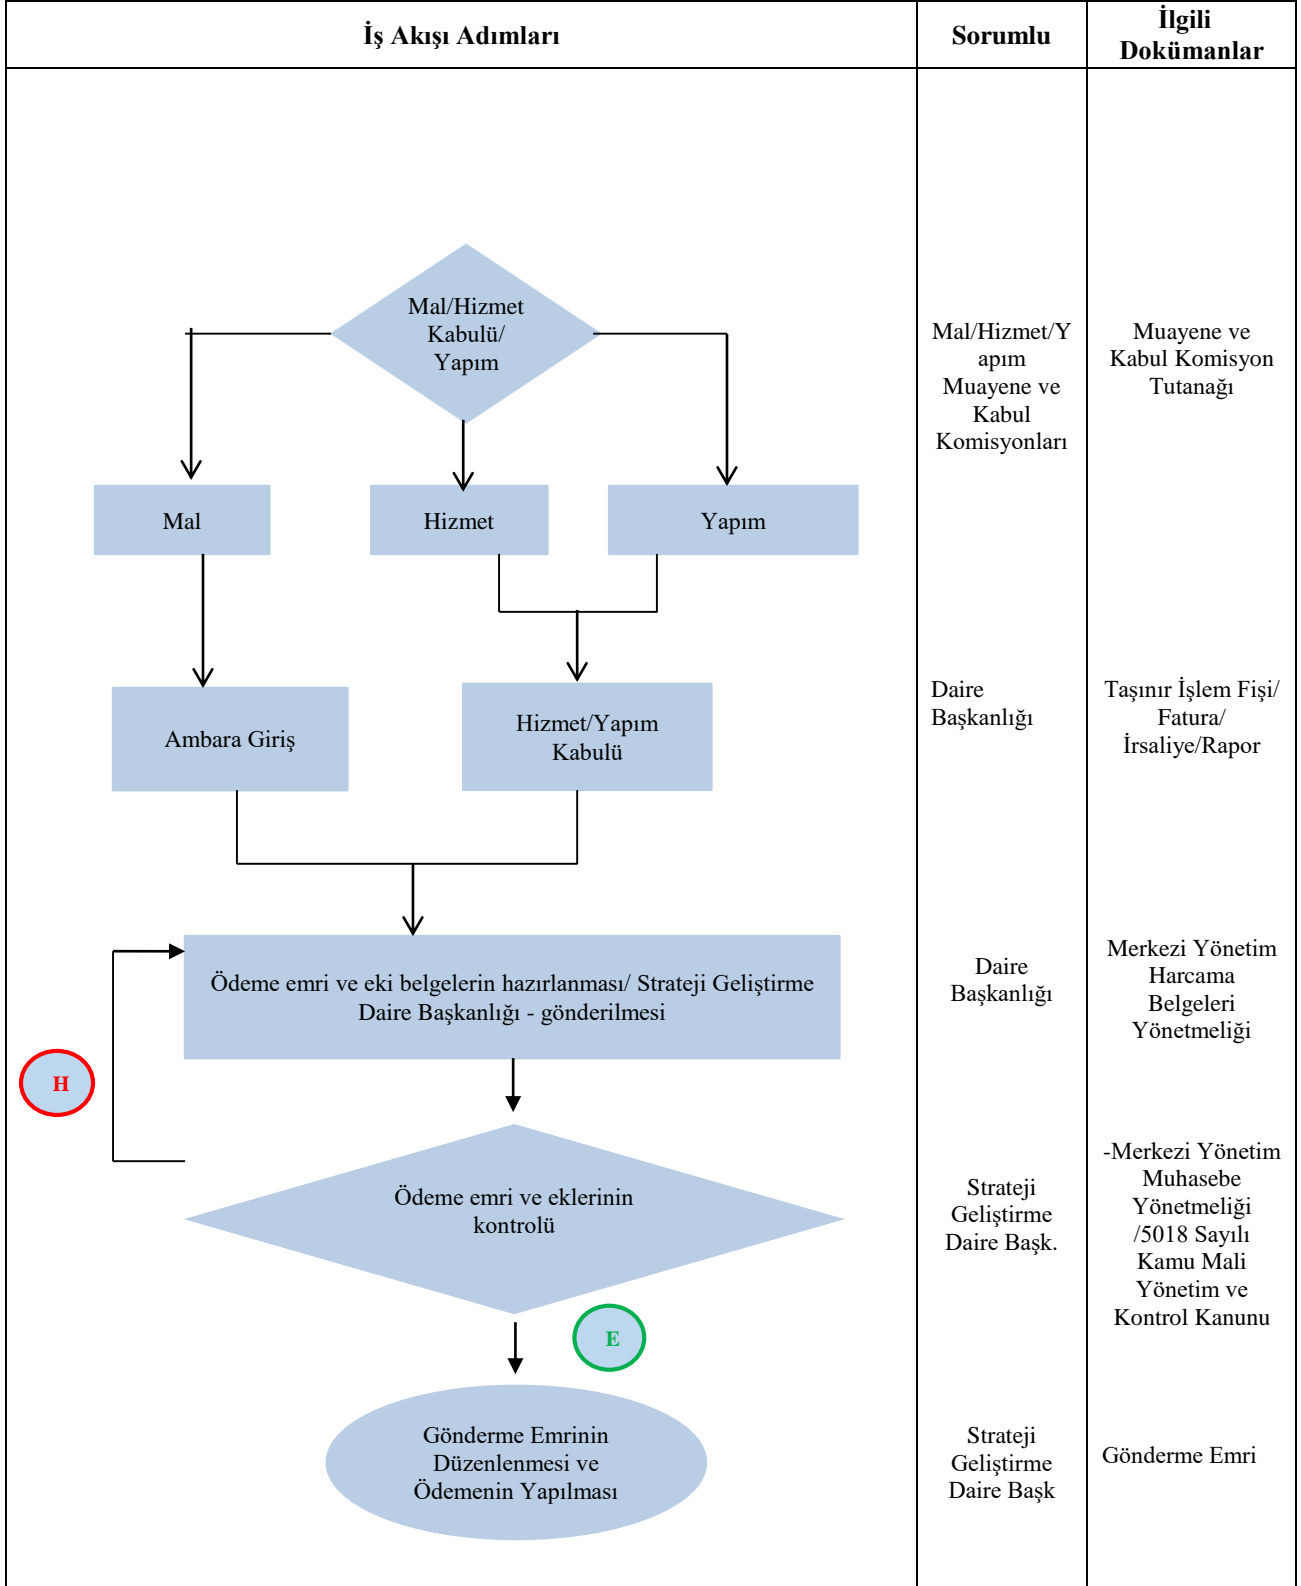 İş Akışı Adımları
Sorumlu
İlgili
Dokümanlar
Mal/Hizmet
Kabulü/
Yapım
Mal/Hizmet/Y
apım
Muayene ve
Kabul
Komisyonları
Muayene ve
Kabul Komisyon
Tutanağı
Mal
Hizmet
Yapım
Ambara Giriş
Hizmet/Yapım
Kabulü
Daire
Başkanlığı
Taşınır İşlem Fişi/
Fatura/
İrsaliye/Rapor
Ödeme emri ve eki belgelerin hazırlanması/ Strateji Geliştirme
Daire Başkanlığı - gönderilmesi
Daire
Başkanlığı
Merkezi Yönetim
Harcama
Belgeleri
Yönetmeliği
H
Ödeme emri ve eklerinin
kontrolü
Strateji
Geliştirme
Daire Başk.
-Merkezi Yönetim
Muhasebe
Yönetmeliği
/5018 Sayılı
Kamu Mali
Yönetim ve
Kontrol Kanunu
E
Gönderme Emrinin
Düzenlenmesi ve
Ödemenin Yapılması
Strateji
Geliştirme
Daire Başk
Gönderme Emri